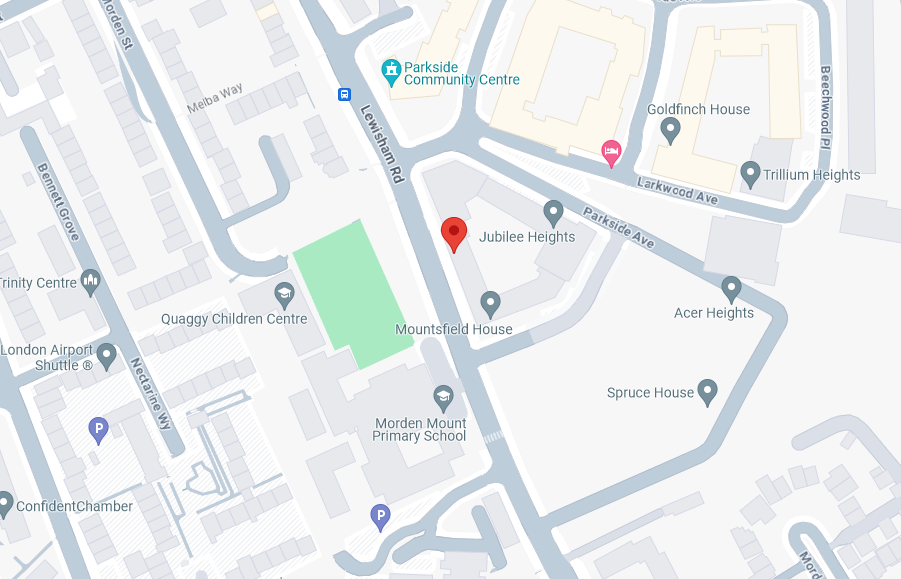 Morden St
Parkside
Community Centre
Melba Way
Lewisham Rd
Beechwood Pl
Goldfinch House
Trillium Heights
Larkwood Ave
Bennett Grove
Parkside Ave
Jubilee Heights
Trinity Centre
Quaggy Children Centre
Mountsfield House
Acer Heights
London Airport
Shuttle ®
Nectarine Wy
Spruce House
Morden Mount
Primary School
P
ConfidentChamber
P
Mord